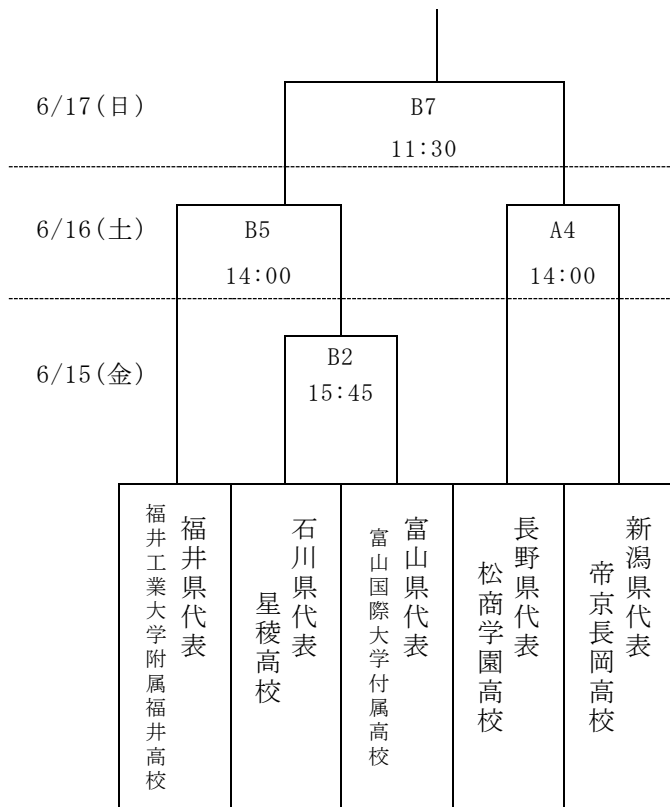 6/17(日)
B7
11:30
6/16(土)
B5
A4
14:00
14:00
6/15(金)
B2
15:45
福井県代表
福井工業大学附属福井高校
石川県代表
星稜高校
富山県代表
富山国際大学付属高校
長野県代表
松商学園高校
新潟県代表
帝京長岡高校